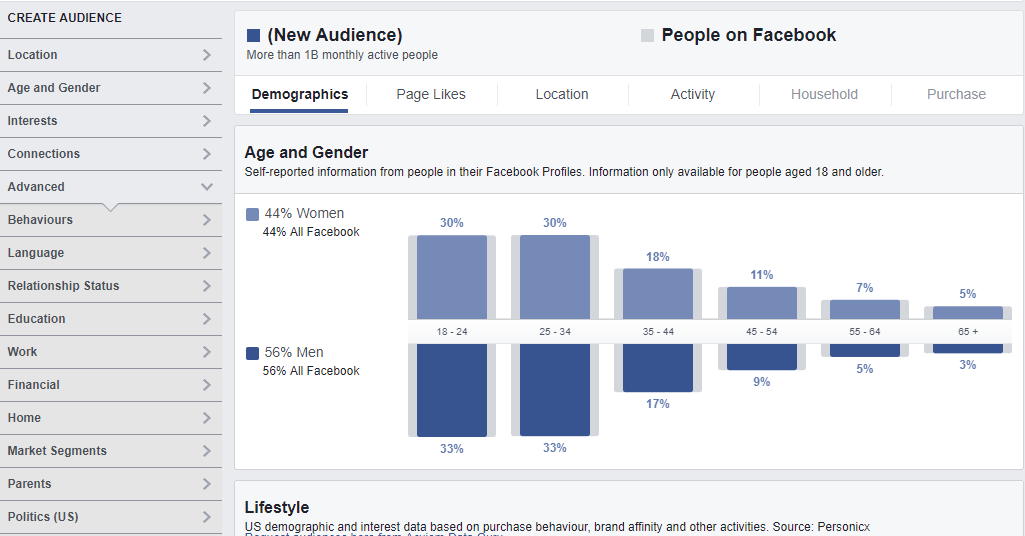 CREATE AUDIENCE
Location
Age and Gender
Interests
Connections
Advanced
Behaviours
Language
Relationship Status
Education
Work
Financial
Home
Market Segments
Parents
Politics (US)
(New Audience)
More than 1B monthly active people
People on Facebook
Demographics Page Likes Location Activity Household Purchase
Age and Gender
Self-reported information from people in their Facebook Profiles. Information only available for people aged 18 and older.
44% Women
44% All Facebook
30% 30% 18% 11% 7% 5%
18 - 24 25 - 34 35 - 44 45 - 54 55 - 64 65 +
56% Men
56% All Facebook
33% 33% 17% 9% 5% 3%
Lifestyle
US demographic and interest data based on purchase behaviour, brand affinity and other activities. Source: Personicx
Request audiences here from